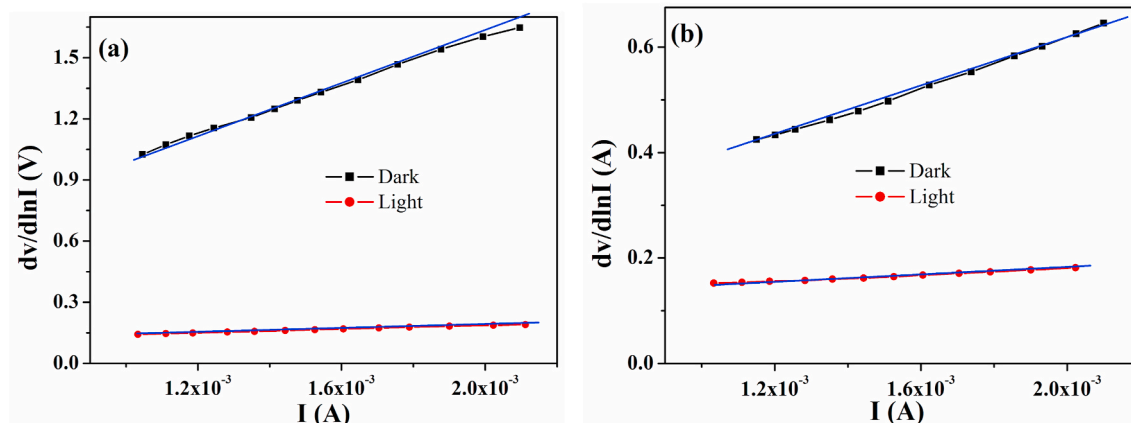 (a)
dv/dlnI (V)
1.5
1.2
0.9
0.6
0.3
0.0
Dark
Light
1.2x10⁻³
1.6x10⁻³
2.0x10⁻³
I (A)
(b)
dv/dlnI (A)
0.6
0.4
0.2
0.0
Dark
Light
1.2x10⁻³
1.6x10⁻³
2.0x10⁻³
I (A)